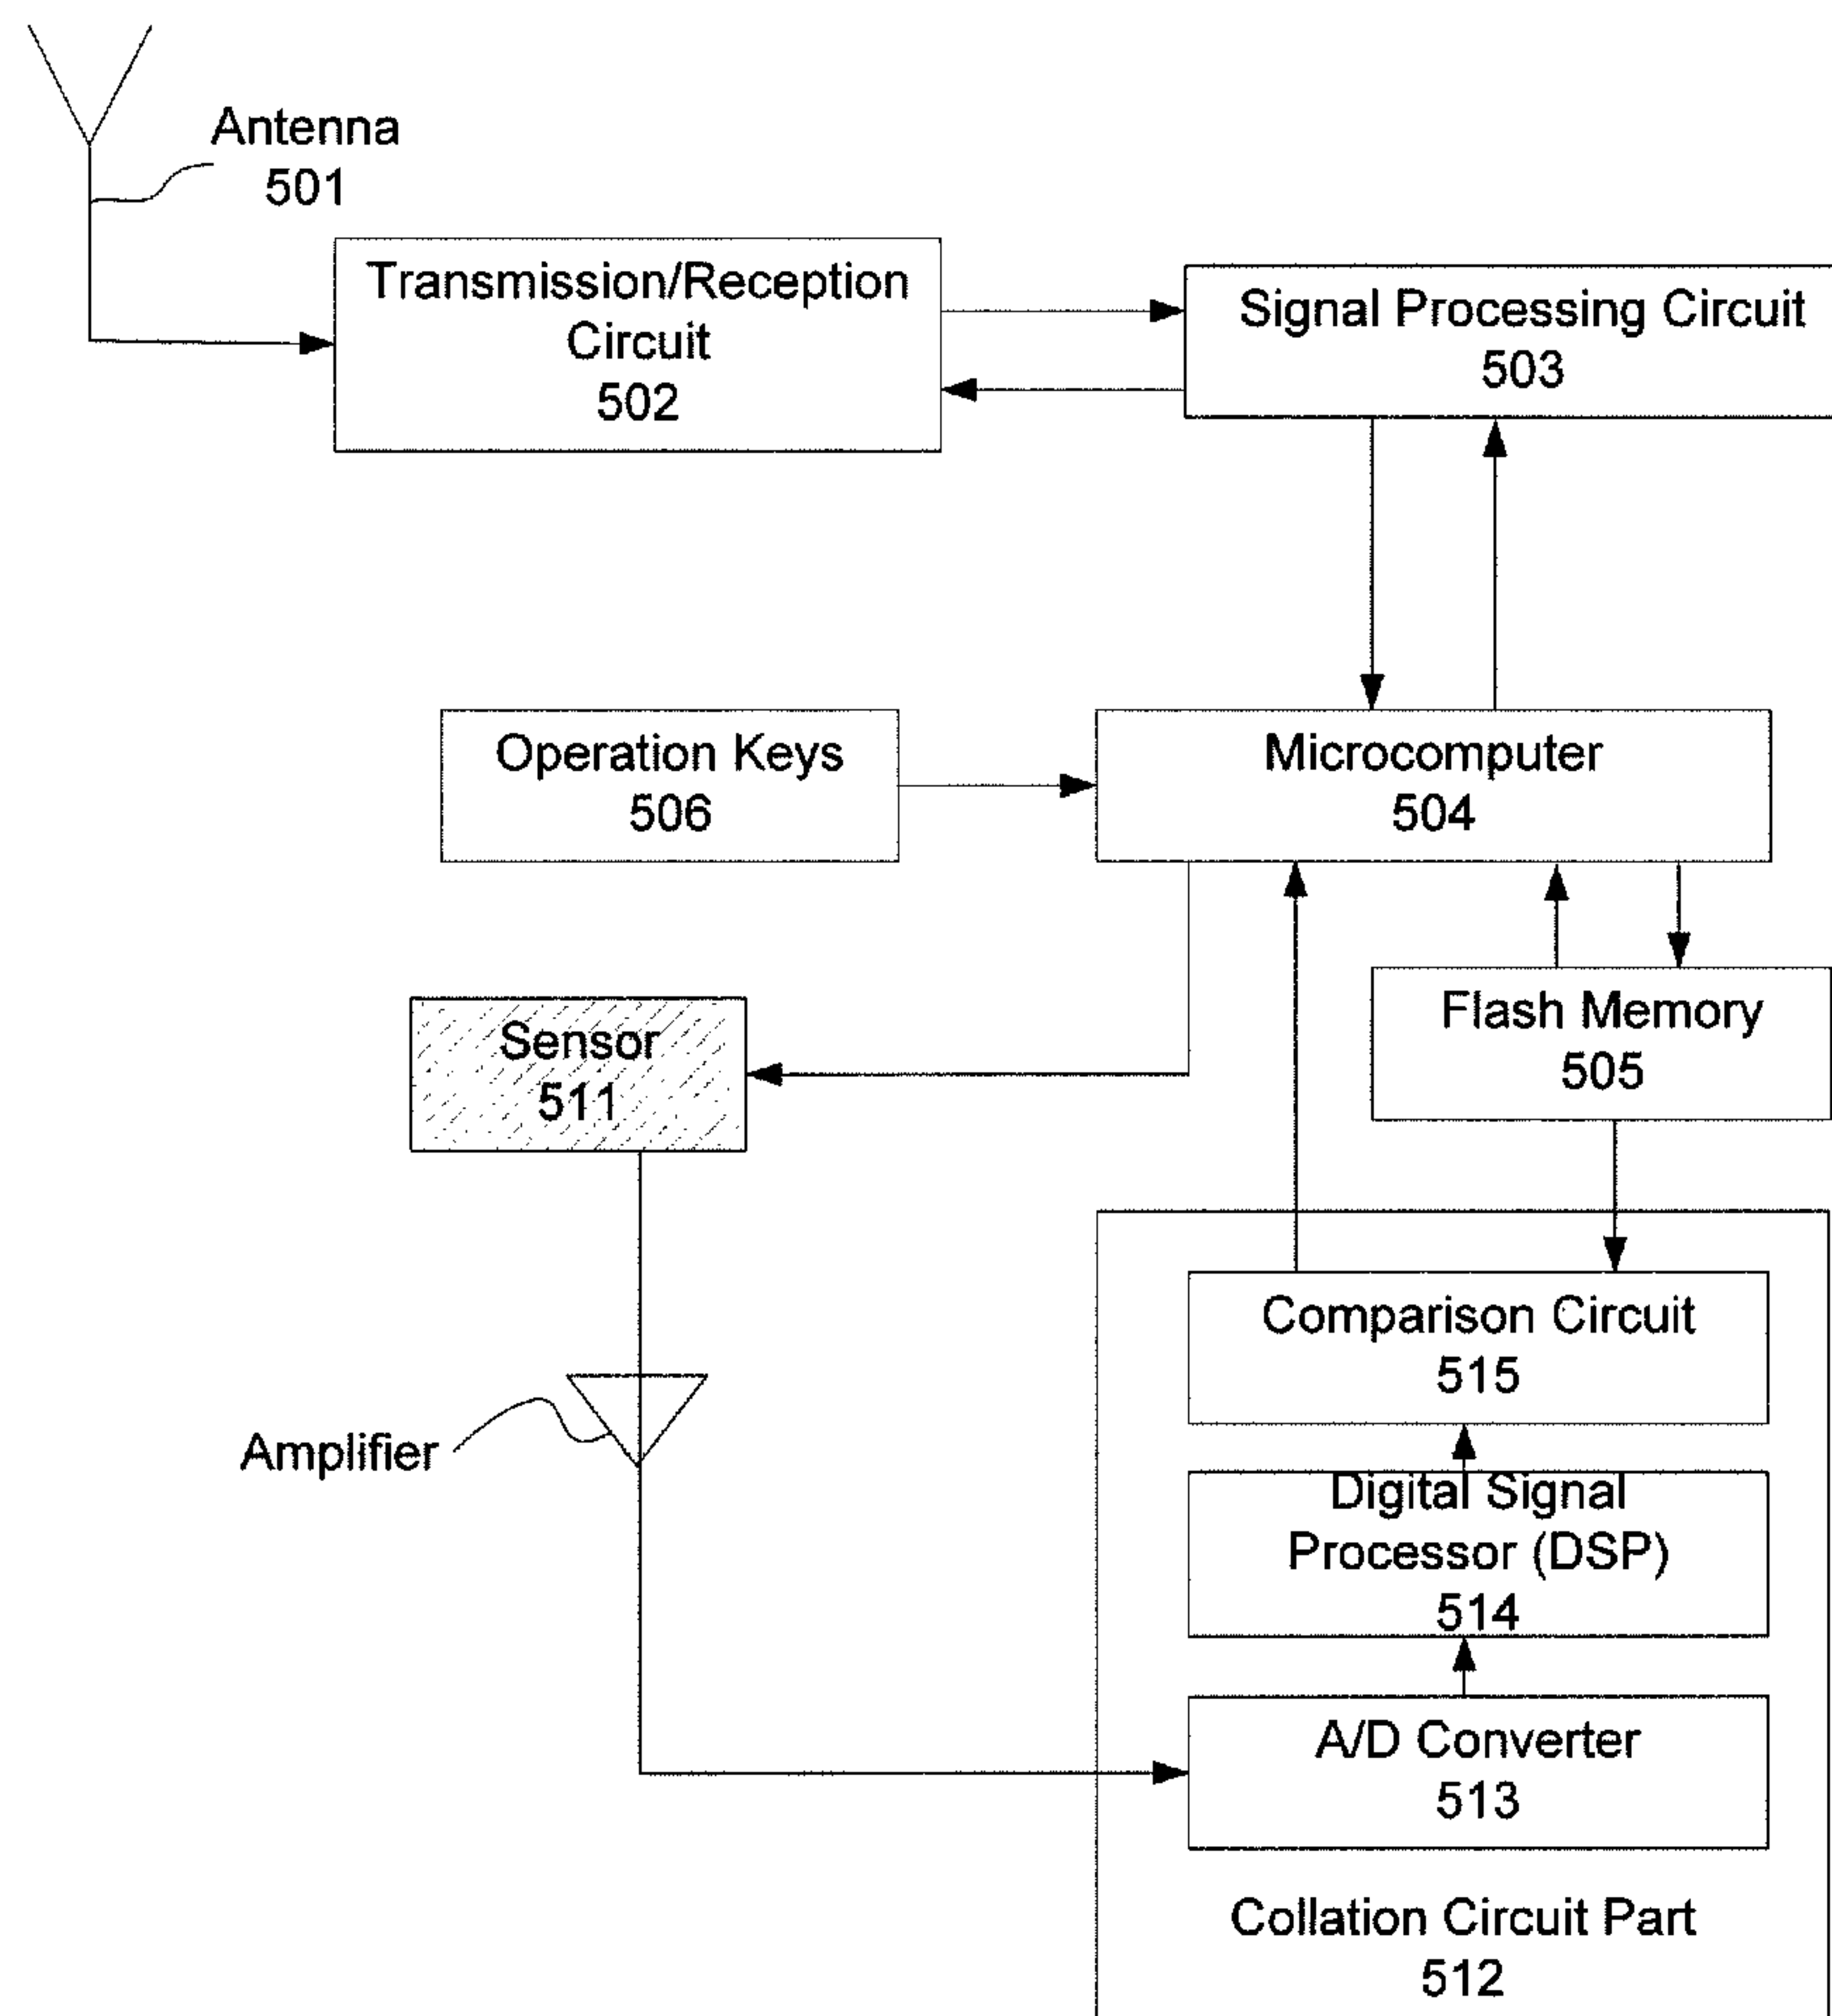 Antenna
501
Transmission/Reception
Circuit
502
Signal Processing Circuit
503
Operation Keys
506
Microcomputer
504
Sensor
511
Flash Memory
505
Comparison Circuit
515
Amplifier
Digital Signal
Processor (DSP)
514
A/D Converter
513
Collation Circuit Part
512